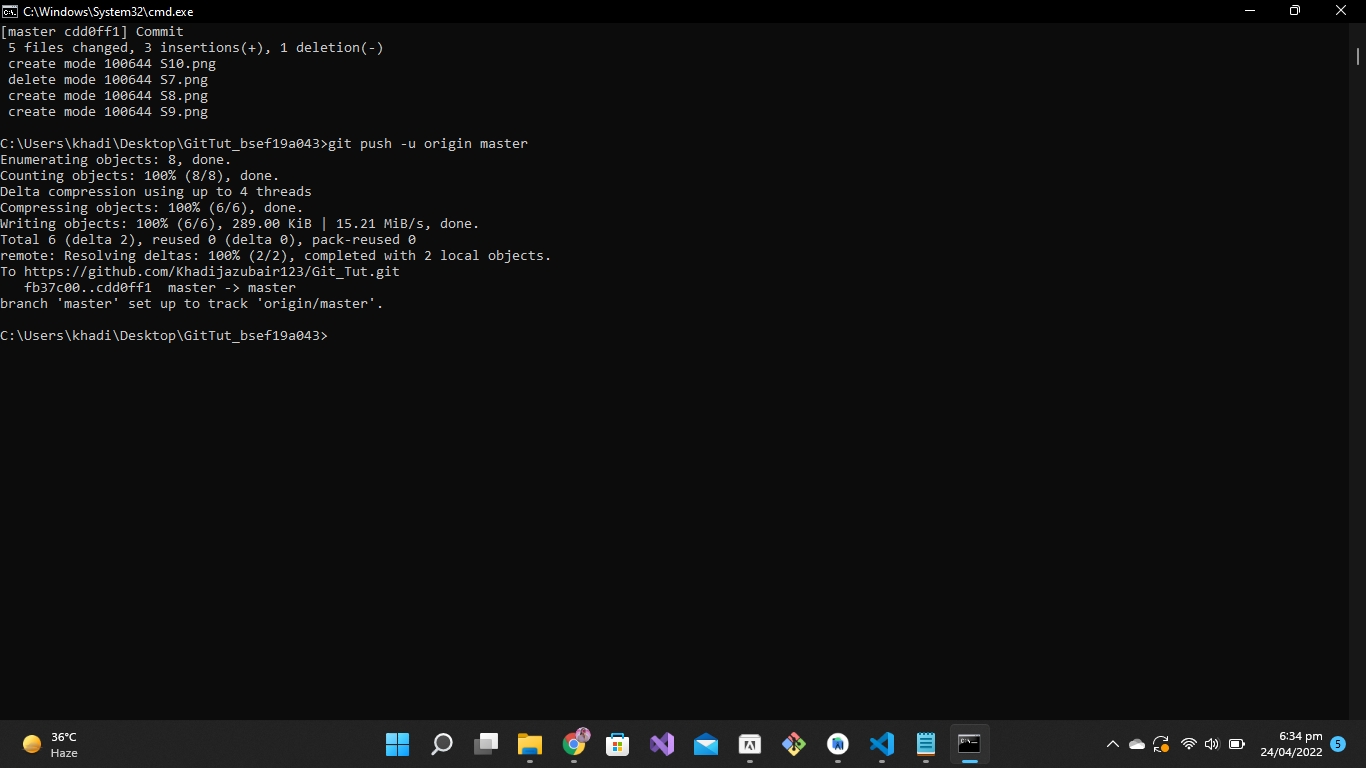 C:\Windows\System32\cmd.exe
[master cdd0ff1] Commit
 5 files changed, 3 insertions(+), 1 deletion(-)
 create mode 100644 S10.png
 delete mode 100644 S7.png
 create mode 100644 S8.png
 create mode 100644 S9.png
C:\Users\khadi\Desktop\GitTut_bsef19a043>git push -u origin master
Enumerating objects: 8, done.
Counting objects: 100% (8/8), done.
Delta compression using up to 4 threads
Compressing objects: 100% (6/6), done.
Writing objects: 100% (6/6), 289.00 KiB | 15.21 MiB/s, done.
Total 6 (delta 2), reused 0 (delta 0), pack-reused 0
remote: Resolving deltas: 100% (2/2), completed with 2 local objects.
To https://github.com/Khadijazubair123/Git_Tut.git
   fb37c00..cdd0ff1  master -> master
branch 'master' set up to track 'origin/master'.
C:\Users\khadi\Desktop\GitTut_bsef19a043>
36°C
Haze
6:34 pm
24/04/2022
5